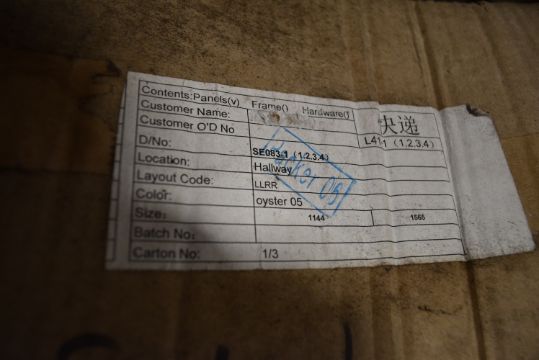 Contents:Panels(v) Frame() Hardware()
Customer Name:
快递
Customer O'D No
L41-1 (1,2,3,4)
D/No: SE083-1 (1,2,3,4)
Location: Hallway
Layout Code: LLRR
Color: oyster 05
Size: 1144 1565
Batch No:
Carton No: 1/3